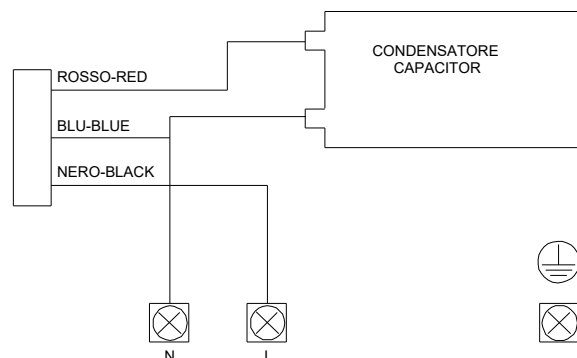 CONDENSATORE
CAPACITOR
ROSSO-RED
BLU-BLUE
NERO-BLACK
N
L